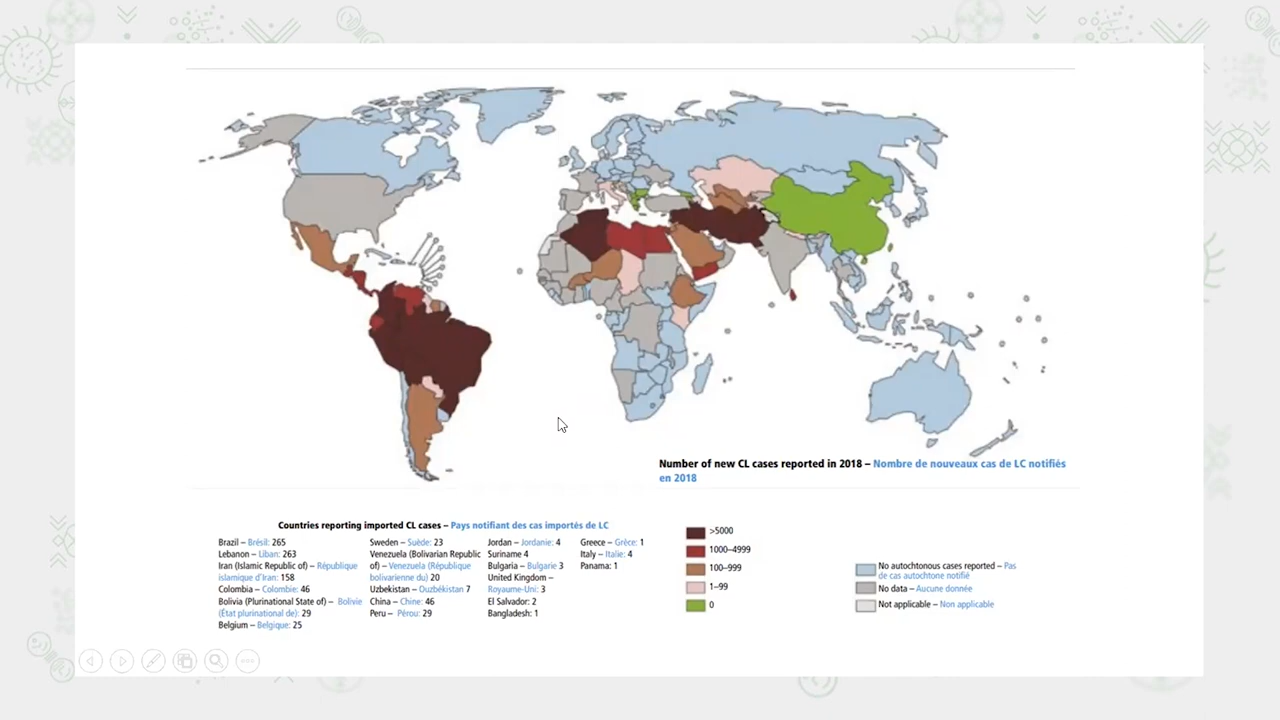 Number of new CL cases reported in 2018 – Nombre de nouveaux cas de LC notifiés
en 2018
Countries reporting imported CL cases – Pays notifiant des cas importés de LC
Brazil – Brésil: 265
Lebanon – Liban: 263
Iran (Islamic Republic of) – République
islamique d'Iran: 158
Colombia – Colombie: 46
Bolivia (Plurinational State of) – Bolivie
(État plurinational de): 29
Belgium – Belgique: 25
Sweden – Suède: 23
Venezuela (Bolivarian Republic
of) – Venezuela (République
bolivarienne du) 20
Uzbekistan – Ouzbékistan 7
China – Chine: 46
Peru – Pérou: 29
Jordan – Jordanie: 4
Suriname 4
Bulgaria – Bulgarie 3
United Kingdom –
Royaume-Uni: 3
El Salvador: 2
Bangladesh: 1
Greece – Grèce: 1
Italy – Italie: 4
Panama: 1
>5000
1000–4999
100–999
1–99
0
No autochtonous cases reported – Pas
de cas autochtone notifié
No data – Aucune donnée
Not applicable – Non applicable